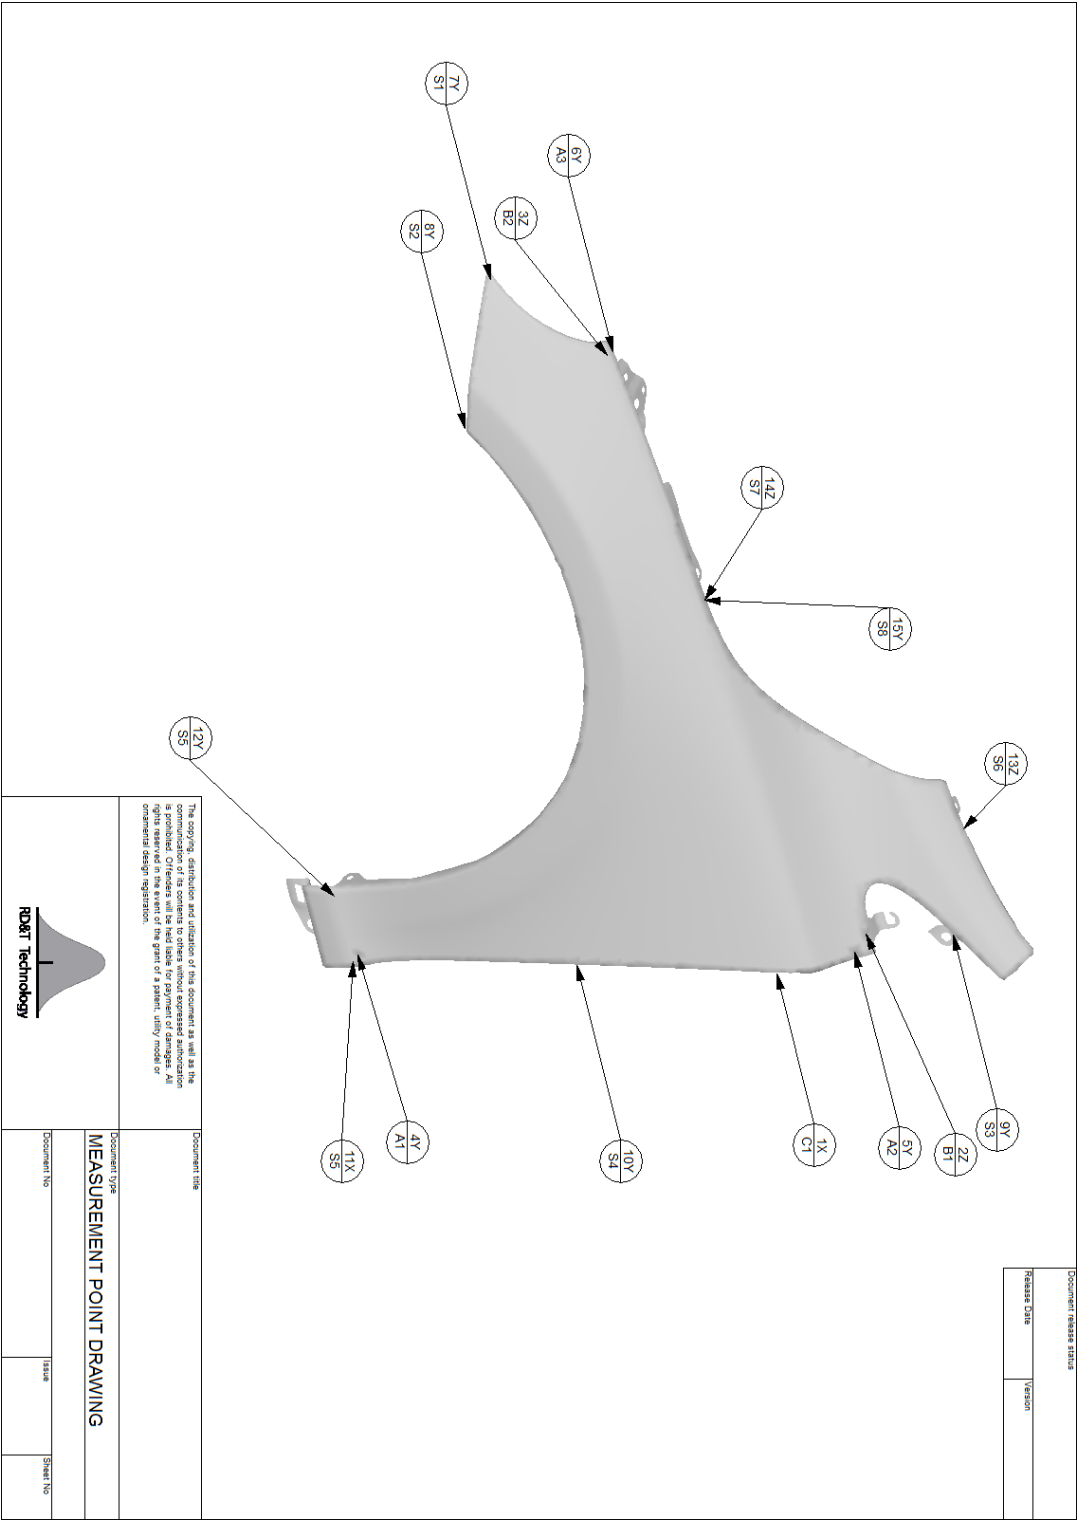 Document release status
Release Date
Version
13Z
S6
15Y
S8
14Z
S7
6Y
A3
3Z
B2
7Y
S1
8Y
S2
9Y
S3
2Z
B1
5Y
A2
1X
C1
10Y
S4
4Y
A1
11X
S5
12Y
S5
The copying, distribution and utilization of this document as well as the
communication of its contents to others without expressed authorization
is prohibited. Offenders will be held liable for payment of damages. All
rights reserved in the event of the grant of a patent, utility model or
ornamental design registration.
RD&T Technology
Document title
Document type
MEASUREMENT POINT DRAWING
Document No
Issue
Sheet No